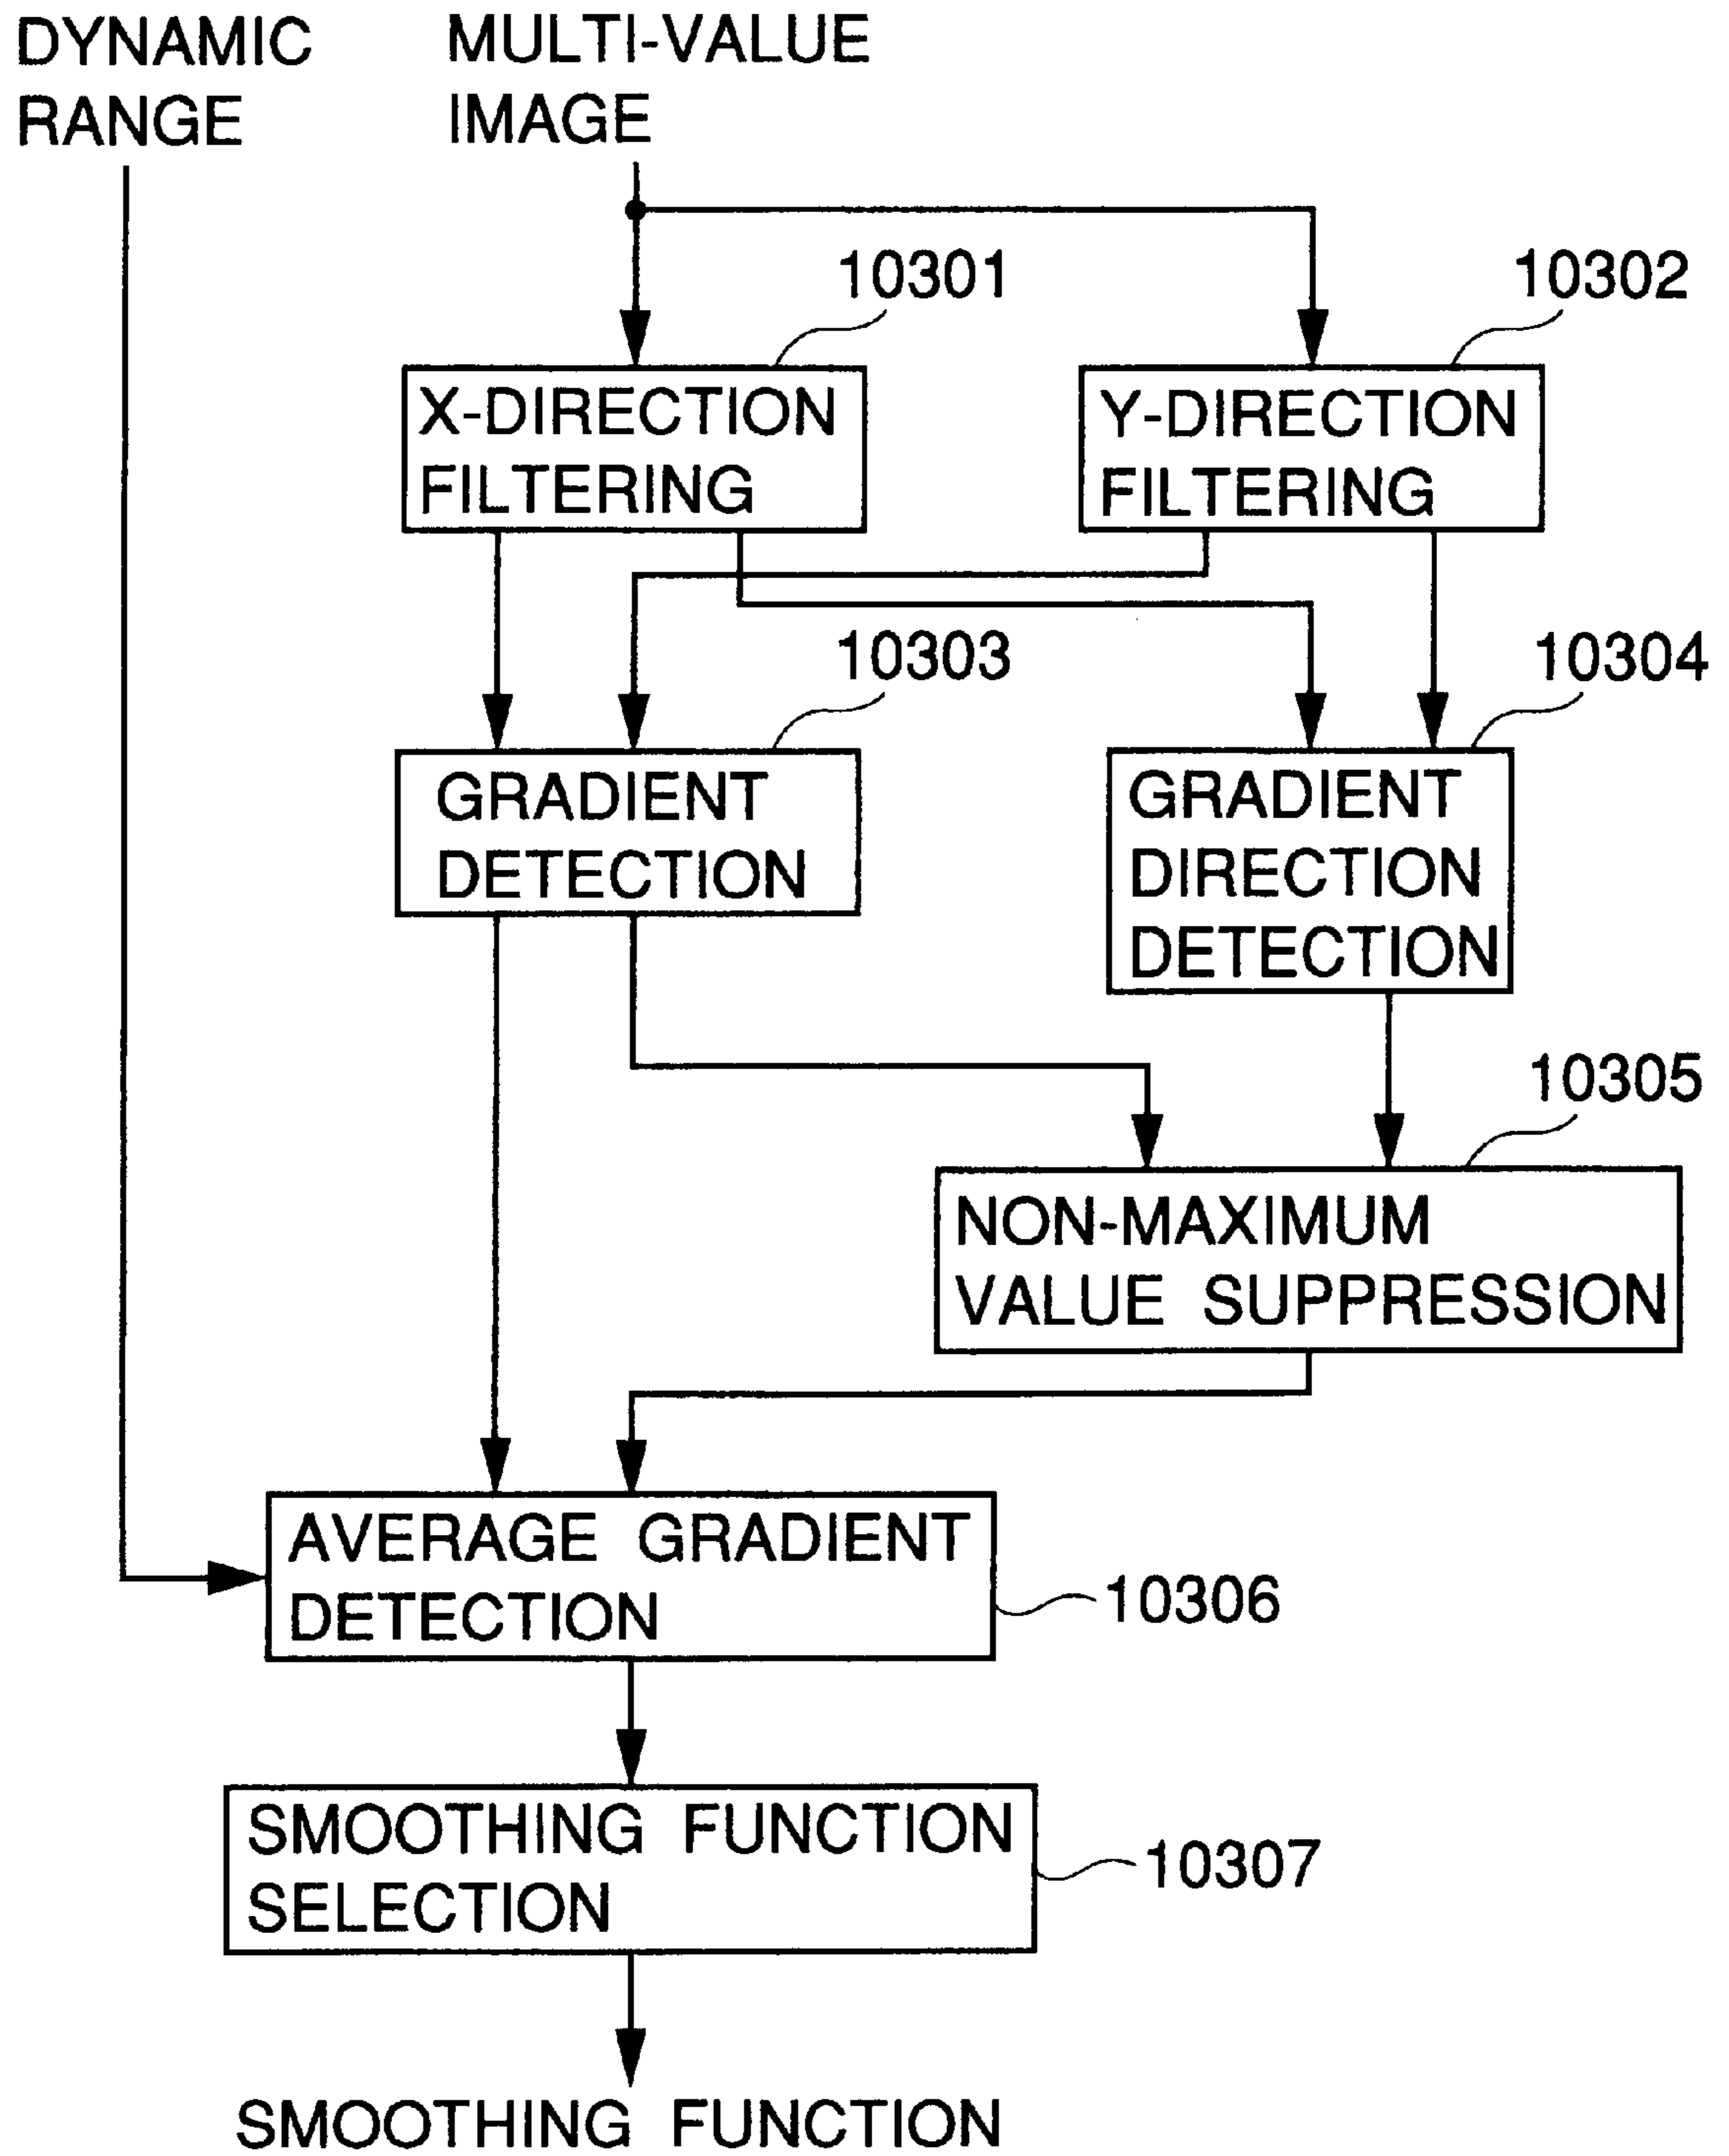 DYNAMIC
RANGE
MULTI-VALUE
IMAGE
10301
10302
X-DIRECTION
FILTERING
Y-DIRECTION
FILTERING
10303
10304
GRADIENT
DETECTION
GRADIENT
DIRECTION
DETECTION
10305
NON-MAXIMUM
VALUE SUPPRESSION
AVERAGE GRADIENT
DETECTION
10306
SMOOTHING FUNCTION
SELECTION
10307
SMOOTHING FUNCTION